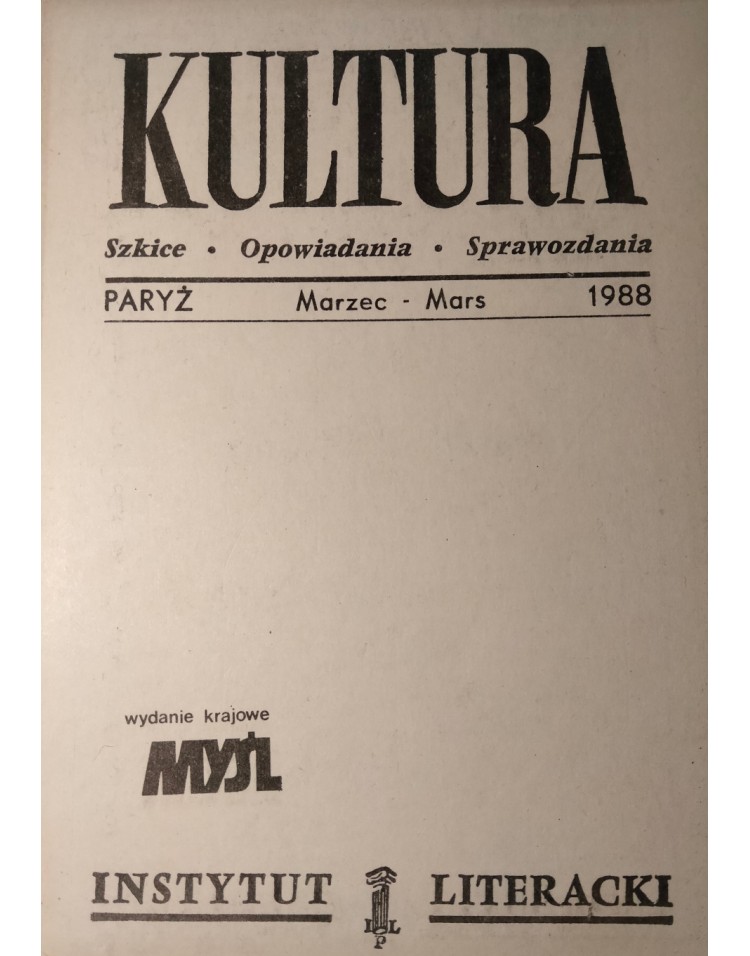 KULTURA
Szkice • Opowiadania • Sprawozdania
PARYŻ Marzec - Mars 1988
wydanie krajowe
MYŚL
INSTYTUT LITERACKI
I L
P